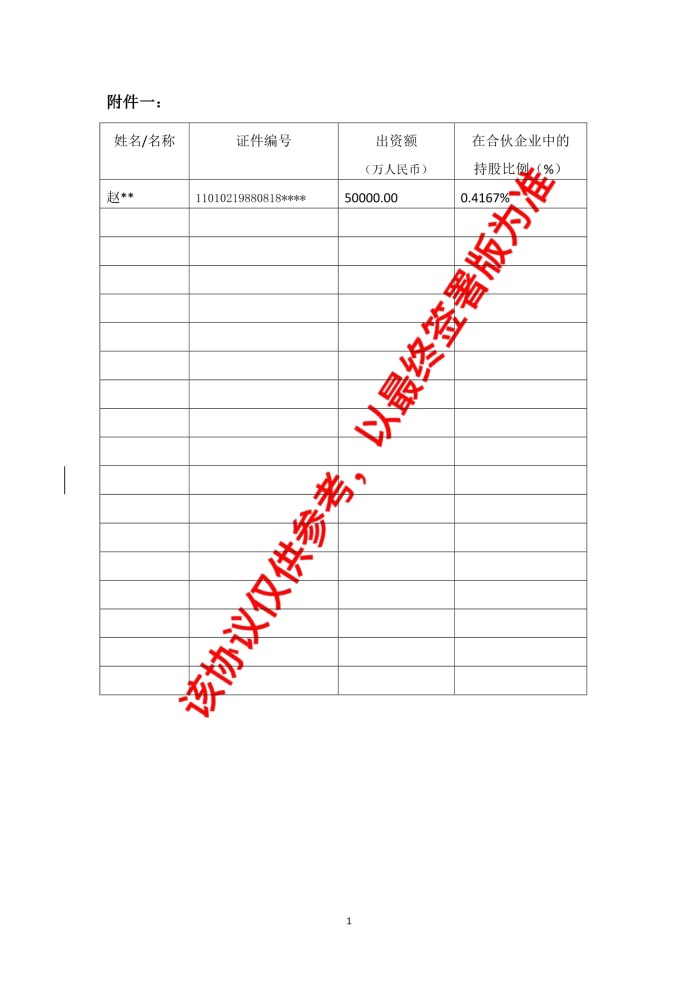 附件一：
姓名/名称 证件编号 出资额 在合伙企业中的
（万人民币） 持股比例（%）
赵** 11010219880818**** 50000.00 0.4167%
该协议仅供参考，以最终签署版为准
1